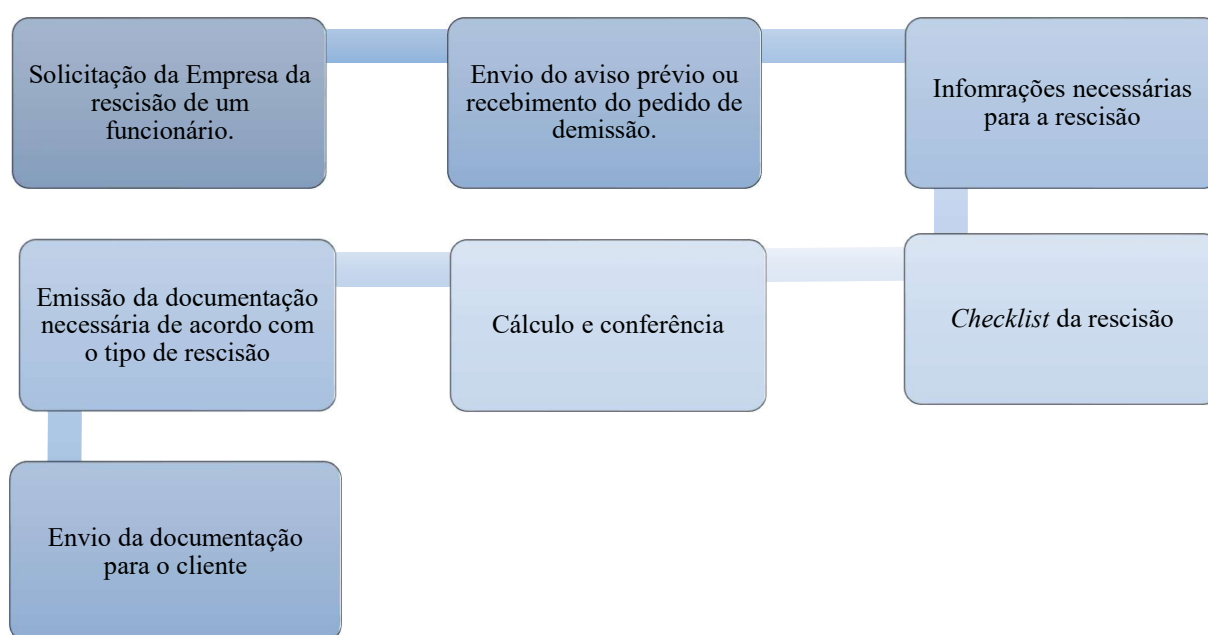 Solicitação da Empresa da
rescisão de um
funcionário.
Envio do aviso prévio ou
recebimento do pedido de
demissão.
Infomrações necessárias
para a rescisão
Checklist da rescisão
Cálculo e conferência
Emissão da documentação
necessária de acordo com
o tipo de rescisão
Envio da documentação
para o cliente